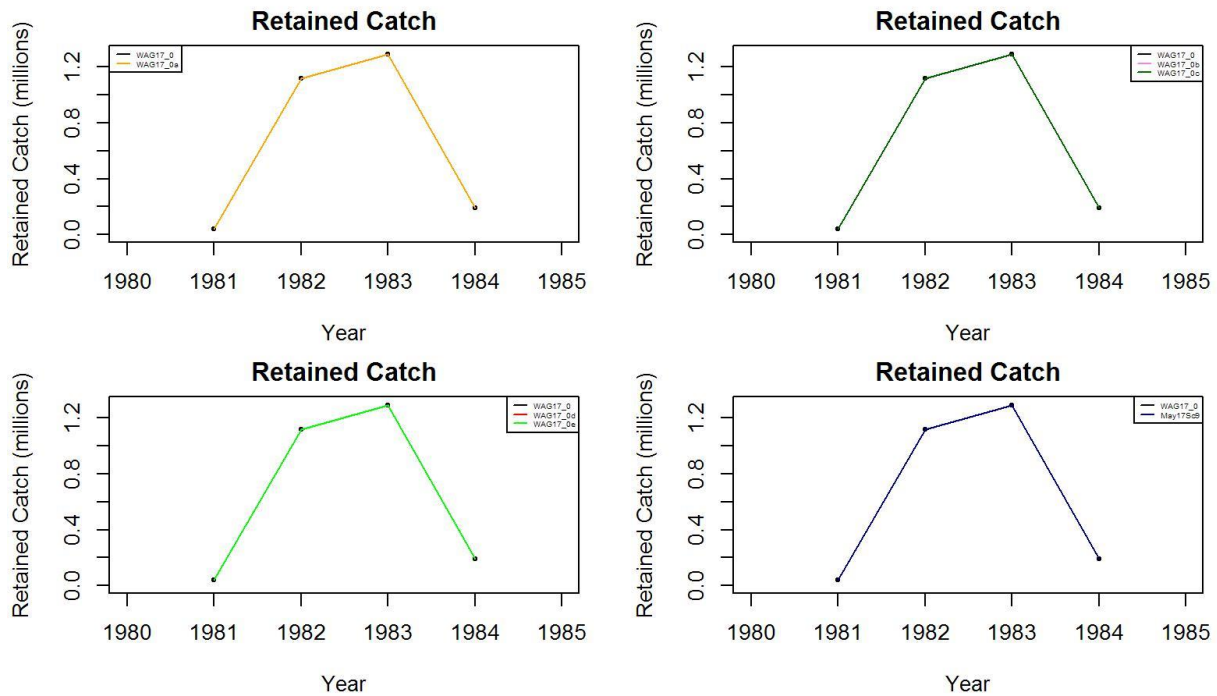 Retained Catch
Retained Catch (millions)
1.2
0.8
0.4
0.0
WAG17_0
WAG17_0a
1980 1981 1982 1983 1984 1985
Year
Retained Catch
Retained Catch (millions)
1.2
0.8
0.4
0.0
WAG17_0
WAG17_0b
WAG17_0c
1980 1981 1982 1983 1984 1985
Year
Retained Catch
Retained Catch (millions)
1.2
0.8
0.4
0.0
WAG17_0
WAG17_0d
WAG17_0e
1980 1981 1982 1983 1984 1985
Year
Retained Catch
Retained Catch (millions)
1.2
0.8
0.4
0.0
WAG17_0
May17Sc9
1980 1981 1982 1983 1984 1985
Year